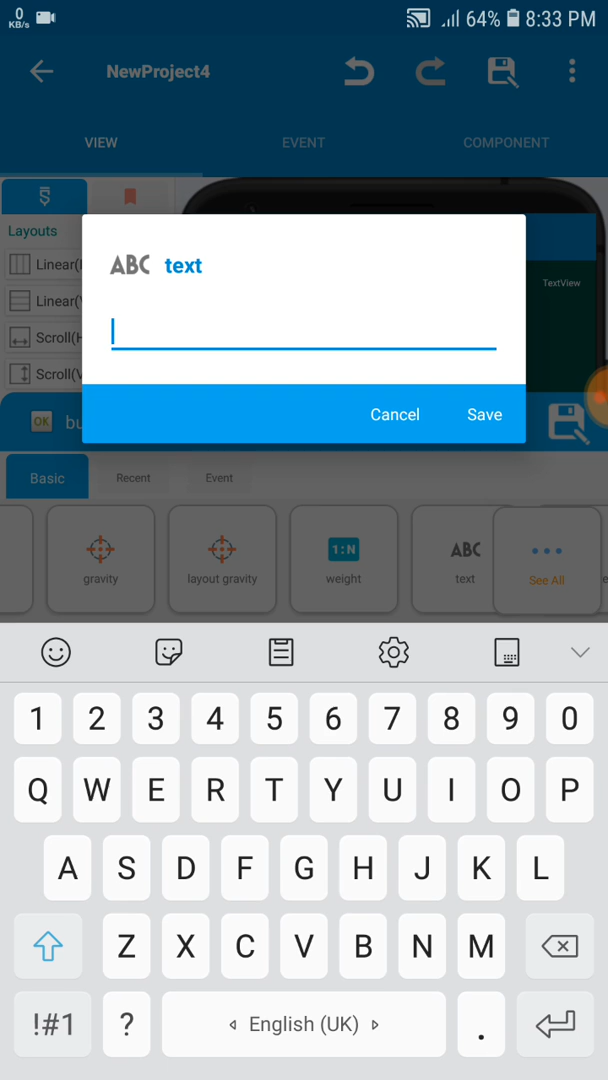 0
KB/s
64% 8:33 PM
NewProject4
VIEW EVENT COMPONENT
Layouts
Linear(
Linear(
Scroll(H
Scroll(V
TextView
ABC text
Cancel Save
OK bu
Basic Recent Event
gravity
layout gravity
1:N
weight
ABC
text
See All
1 2 3 4 5 6 7 8 9 0
Q W E R T Y U I O P
A S D F G H J K L
Z X C V B N M
!#1 ? English (UK) .